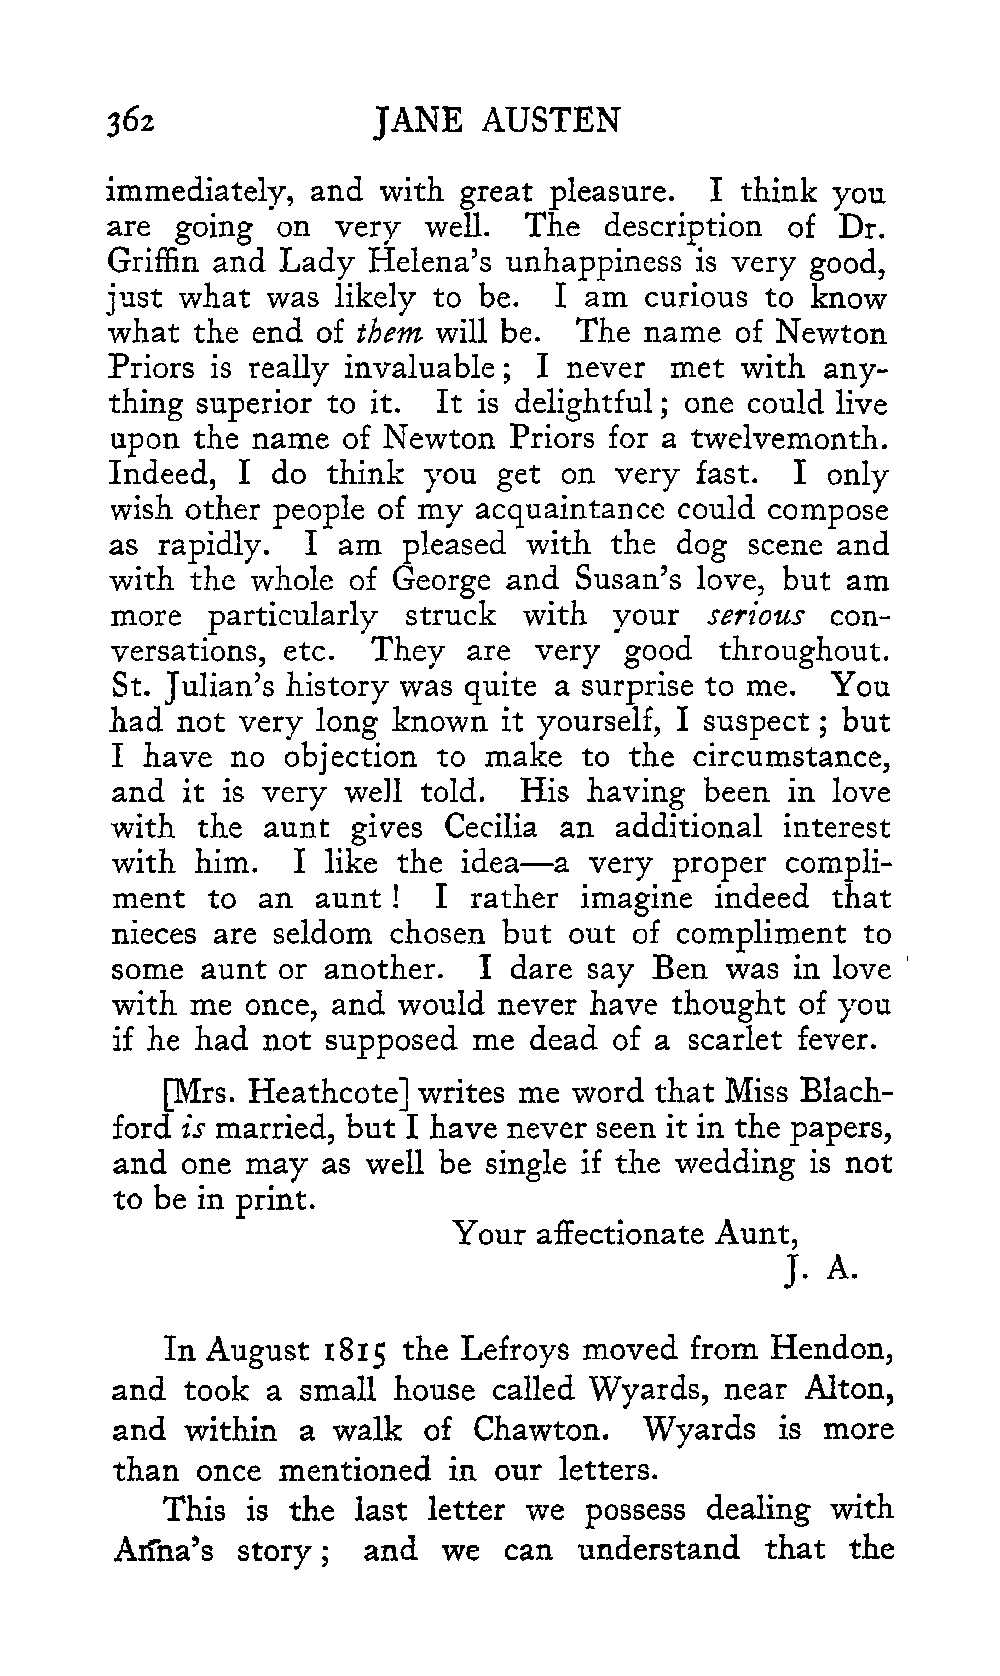 362 JANE AUSTEN
immediately, and with great pleasure. I think you
are going on very well. The description of Dr.
Griffin and Lady Helena's unhappiness is very good,
just what was likely to be. I am curious to know
what the end of them will be. The name of Newton
Priors is really invaluable; I never met with any-
thing superior to it. It is delightful; one could live
upon the name of Newton Priors for a twelvemonth.
Indeed, I do think you get on very fast. I only
wish other people of my acquaintance could compose
as rapidly. I am pleased with the dog scene and
with the whole of George and Susan's love, but am
more particularly struck with your serious con-
versations, etc. They are very good throughout.
St. Julian's history was quite a surprise to me. You
had not very long known it yourself, I suspect; but
I have no objection to make to the circumstance,
and it is very well told. His having been in love
with the aunt gives Cecilia an additional interest
with him. I like the idea—a very proper compli-
ment to an aunt! I rather imagine indeed that
nieces are seldom chosen but out of compliment to
some aunt or another. I dare say Ben was in love
with me once, and would never have thought of you
if he had not supposed me dead of a scarlet fever.
[Mrs. Heathcote] writes me word that Miss Blach-
ford is married, but I have never seen it in the papers,
and one may as well be single if the wedding is not
to be in print.
Your affectionate Aunt,
J. A.
In August 1815 the Lefroys moved from Hendon,
and took a small house called Wyards, near Alton,
and within a walk of Chawton. Wyards is more
than once mentioned in our letters.
This is the last letter we possess dealing with
Anna's story; and we can understand that the